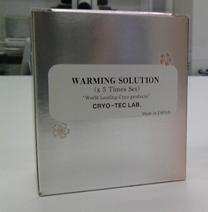 WARMING SOLUTION
(x 5 Times Set)
"World Leading Cryo products"
CRYO-TEC LAB.
Made in JAPAN